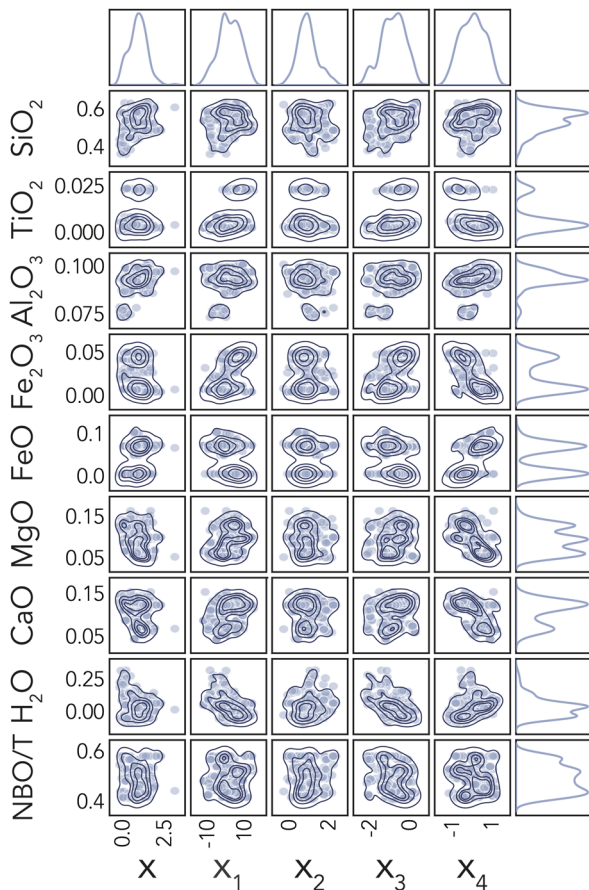 SiO2 0.6 0.4
TiO2 0.025 0.000
Al2O3 0.100 0.075
Fe2O3 0.05 0.00
FeO 0.1 0.0
MgO 0.15 0.05
CaO 0.15 0.05
H2O 0.25 0.00
NBO/T 0.6 0.4
0.0 2.5 -10 10 0 2 -2 0 -1 1
X X1 X2 X3 X4